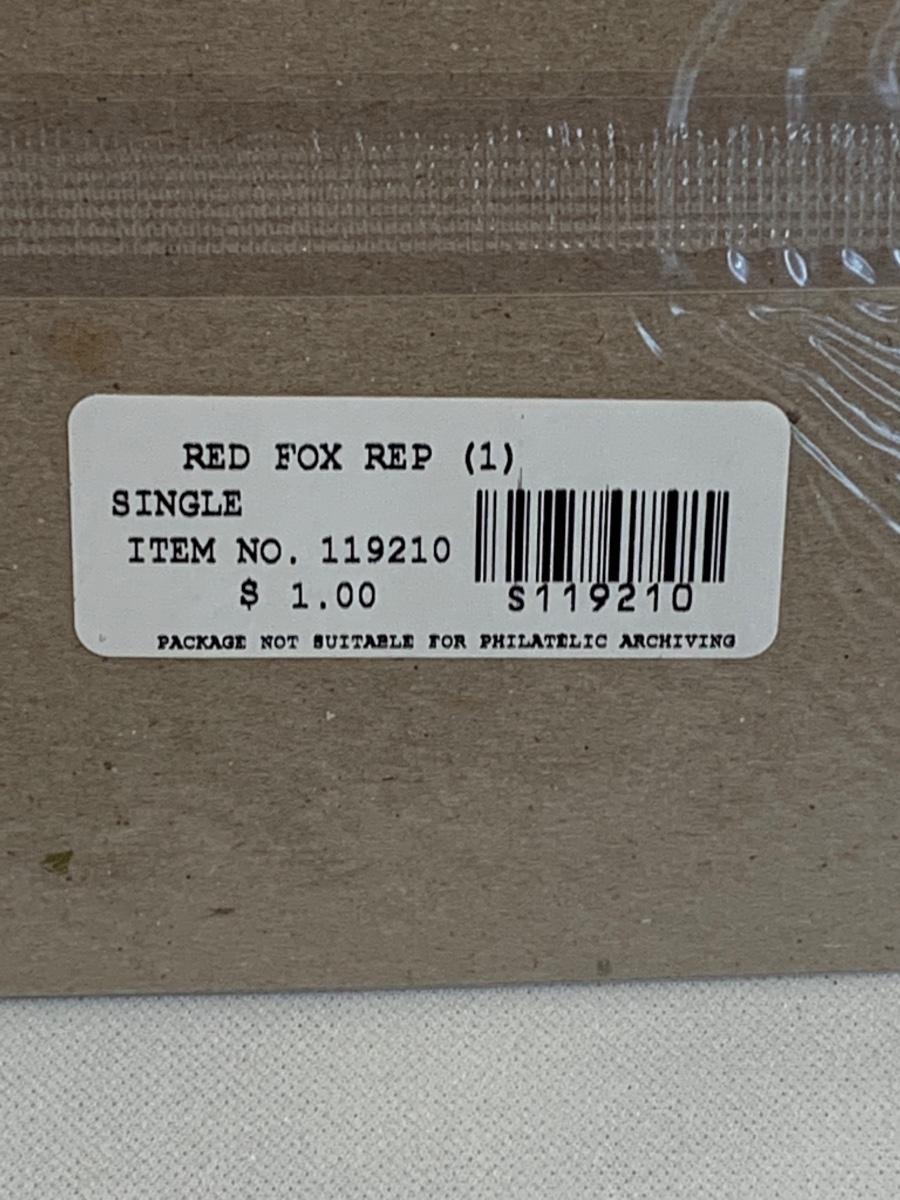 RED FOX REP (1)
SINGLE
ITEM NO. 119210
$ 1.00
S119210
PACKAGE NOT SUITABLE FOR PHILATELIC ARCHIVING